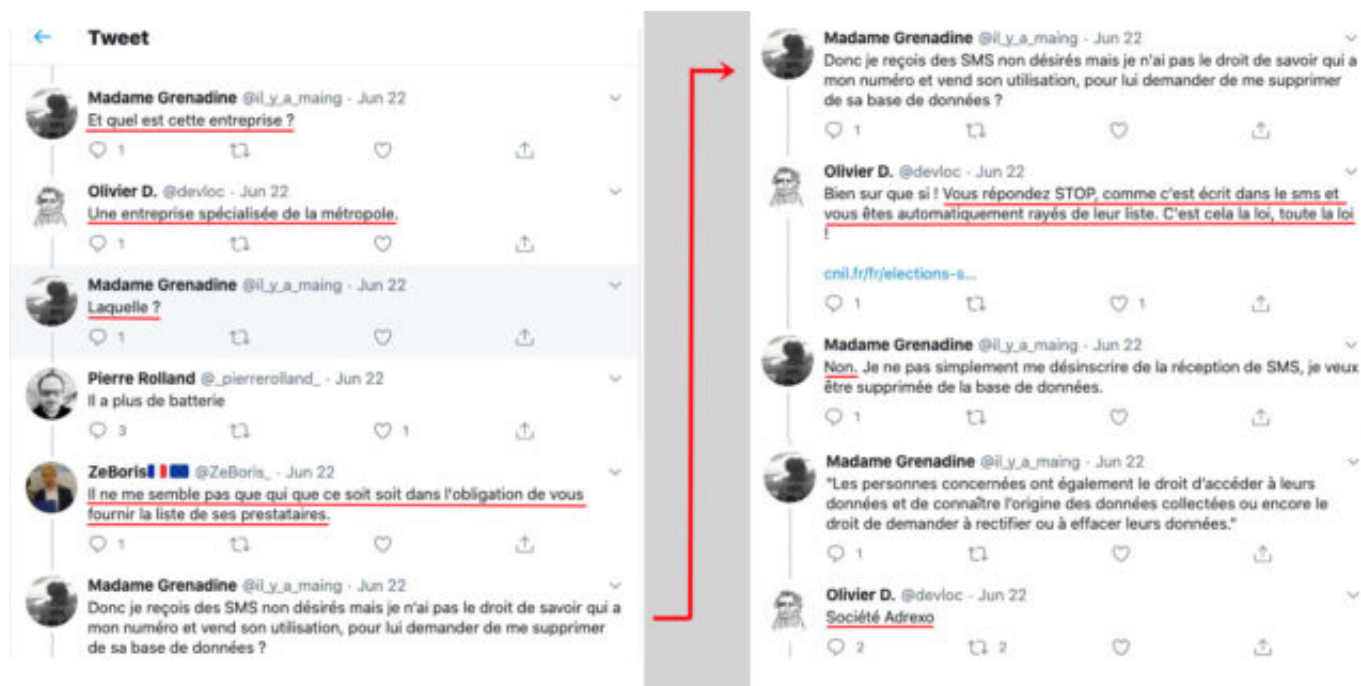 Tweet
Madame Grenadine @il_y_a_maing · Jun 22
Et quel est cette entreprise ?
1
Olivier D. @devloc · Jun 22
Une entreprise spécialisée de la métropole.
1
Madame Grenadine @il_y_a_maing · Jun 22
Laquelle ?
1
Pierre Rolland @_pierrerolland_ · Jun 22
Il a plus de batterie
3 1
ZeBoris @ZeBoris_ · Jun 22
Il ne me semble pas que qui que ce soit soit dans l'obligation de vous
fournir la liste de ses prestataires.
1
Madame Grenadine @il_y_a_maing · Jun 22
Donc je reçois des SMS non désirés mais je n'ai pas le droit de savoir qui a
mon numéro et vend son utilisation, pour lui demander de me supprimer
de sa base de données ?
Madame Grenadine @il_y_a_maing · Jun 22
Donc je reçois des SMS non désirés mais je n'ai pas le droit de savoir qui a
mon numéro et vend son utilisation, pour lui demander de me supprimer
de sa base de données ?
1
Olivier D. @devloc · Jun 22
Bien sur que si ! Vous répondez STOP, comme c'est écrit dans le sms et
vous êtes automatiquement rayés de leur liste. C'est cela la loi, toute la loi
!
cnil.fr/fr/elections-s...
1 1
Madame Grenadine @il_y_a_maing · Jun 22
Non. Je ne pas simplement me désinscrire de la réception de SMS, je veux
être supprimée de la base de données.
1
Madame Grenadine @il_y_a_maing · Jun 22
"Les personnes concernées ont également le droit d'accéder à leurs
données et de connaître l'origine des données collectées ou encore le
droit de demander à rectifier ou à effacer leurs données."
1
Olivier D. @devloc · Jun 22
Société Adrexo
2 2